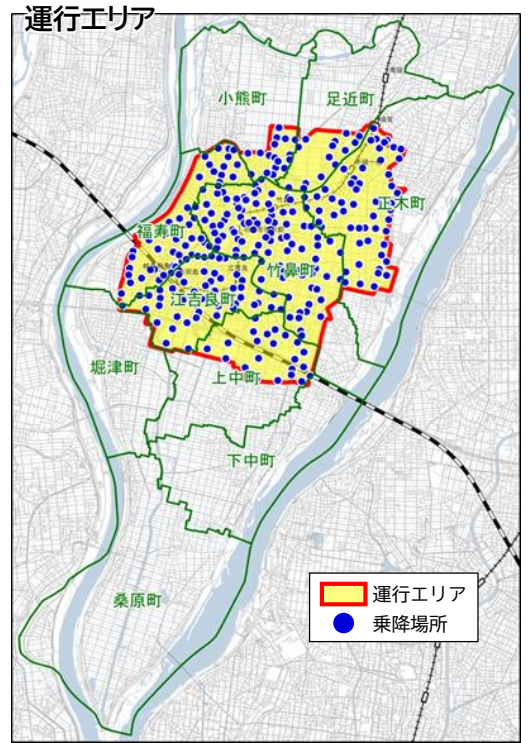 運行エリア
小熊町
足近町
正木町
福寿町
竹鼻町
江吉良町
堀津町
上中町
下中町
桑原町
運行エリア
乗降場所